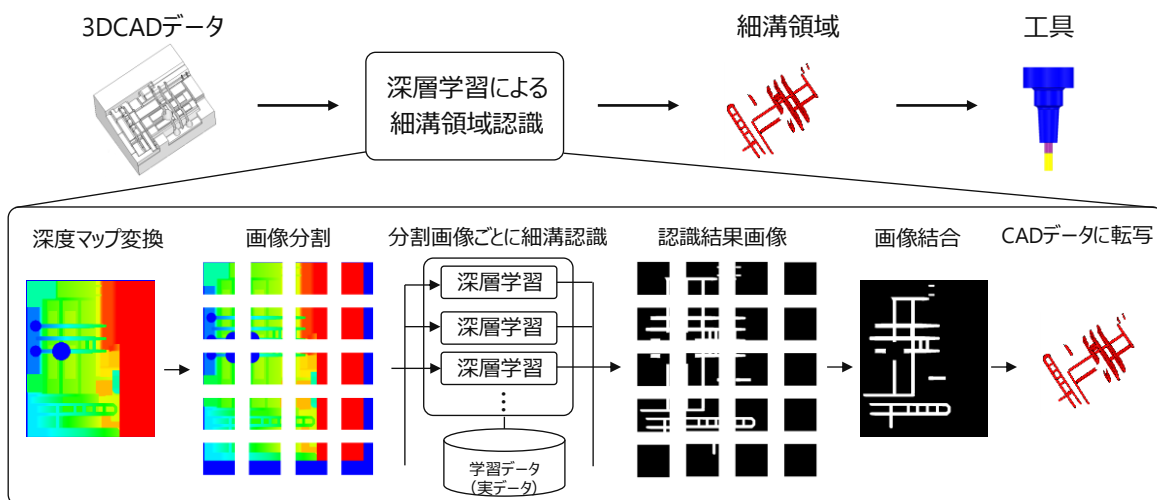 3DCADデータ
深層学習による
細溝領域認識
細溝領域
工具
深度マップ変換
画像分割
分割画像ごとに細溝認識
認識結果画像
画像結合
CADデータに転写
深層学習
深層学習
深層学習
⋮
学習データ
(実データ)